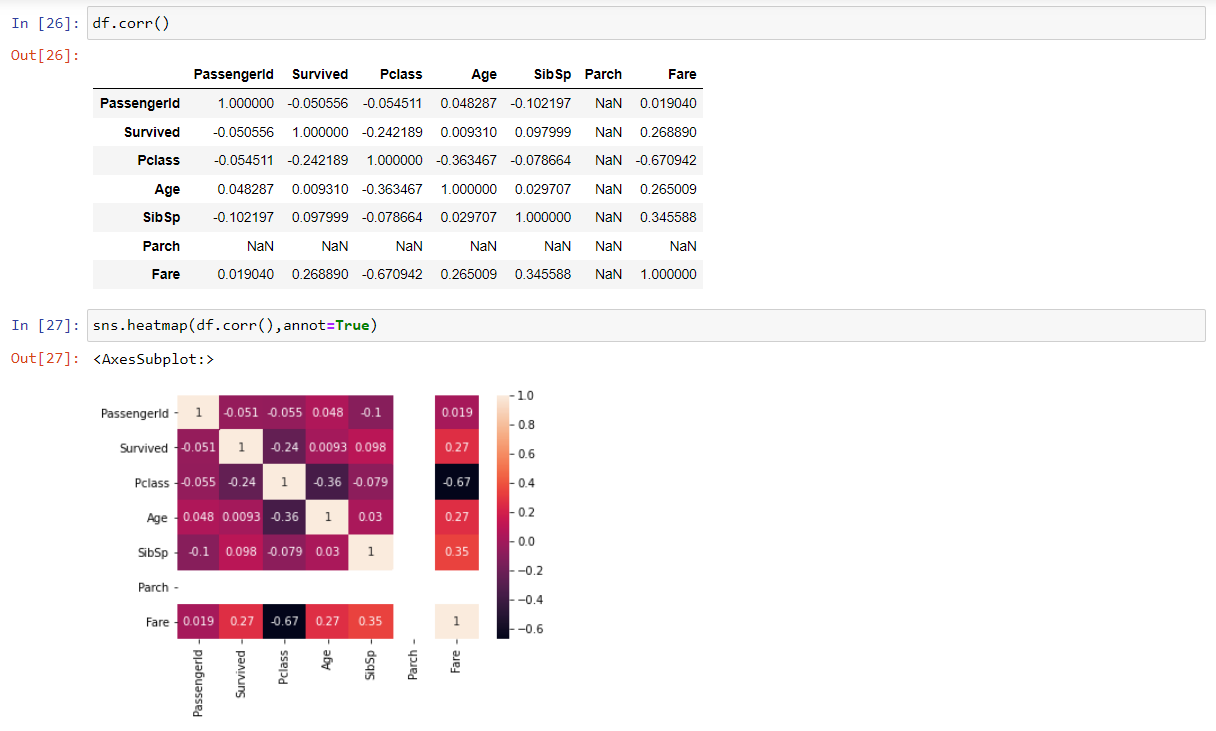 In [26]: df.corr()
Out[26]:
PassengerId Survived Pclass Age SibSp Parch Fare
PassengerId 1.000000 -0.050556 -0.054511 0.048287 -0.102197 NaN 0.019040
Survived -0.050556 1.000000 -0.242189 0.009310 0.097999 NaN 0.268890
Pclass -0.054511 -0.242189 1.000000 -0.363467 -0.078664 NaN -0.670942
Age 0.048287 0.009310 -0.363467 1.000000 0.029707 NaN 0.265009
SibSp -0.102197 0.097999 -0.078664 0.029707 1.000000 NaN 0.345588
Parch NaN NaN NaN NaN NaN NaN NaN
Fare 0.019040 0.268890 -0.670942 0.265009 0.345588 NaN 1.000000
In [27]: sns.heatmap(df.corr(),annot=True)
Out[27]: <AxesSubplot:>
PassengerId 1 -0.051 -0.055 0.048 -0.1 0.019
Survived -0.051 1 -0.24 0.0093 0.098 0.27
Pclass -0.055 -0.24 1 -0.36 -0.079 -0.67
Age 0.048 0.0093 -0.36 1 0.03 0.27
SibSp -0.1 0.098 -0.079 0.03 1 0.35
Parch
Fare 0.019 0.27 -0.67 0.27 0.35 1
PassengerId
Survived
Pclass
Age
SibSp
Parch
Fare
1.0
0.8
0.6
0.4
0.2
0.0
−0.2
−0.4
−0.6